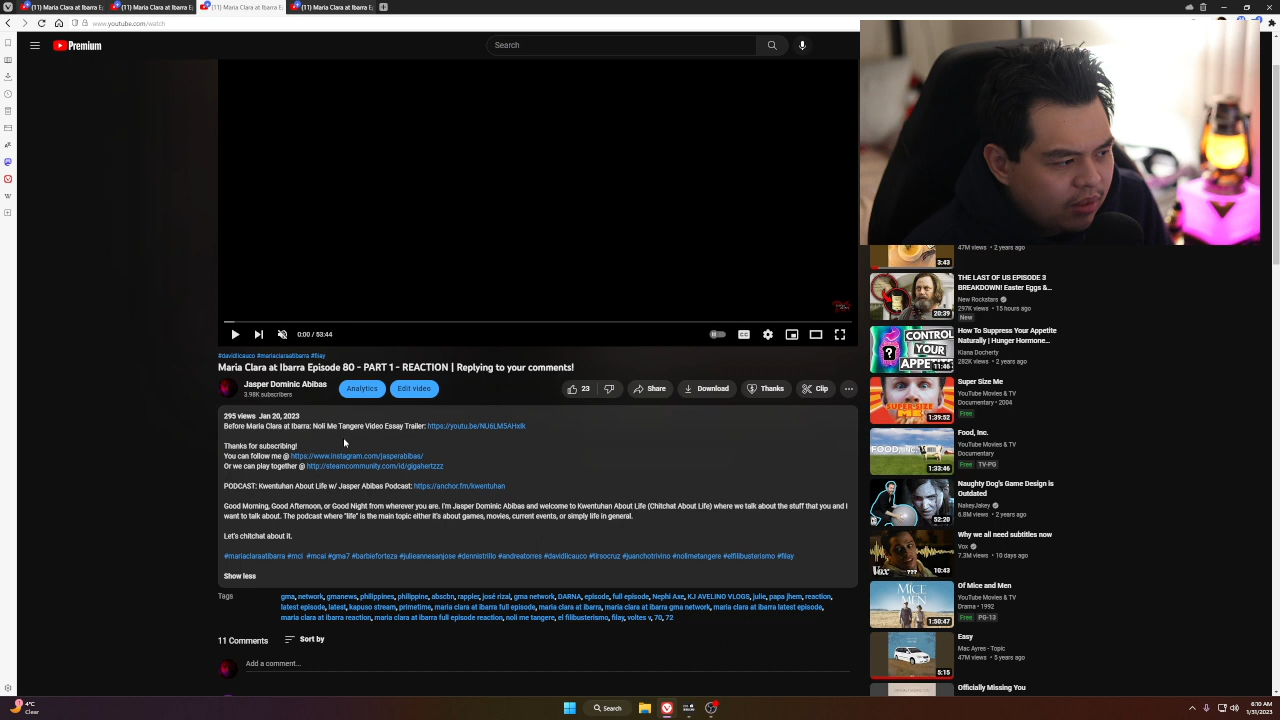 (11) Maria Clara at Ibarra E
(11) Maria Clara at Ibarra E
(11) Maria Clara at Ibarra E
(11) Maria Clara at Ibarra E
www.youtube.com/watch
Premium
Search
0:00 / 53:44
#davidlicauco #mariaclaraatibarra #filay
Maria Clara at Ibarra Episode 80 - PART 1 - REACTION | Replying to your comments!
Jasper Dominic Abibas
3.98K subscribers
Analytics
Edit video
23
Share
Download
Thanks
Clip
295 views Jan 20, 2023
Before Maria Clara at Ibarra: Noli Me Tangere Video Essay Trailer: https://youtu.be/NU6LM5AHxlk
Thanks for subscribing!
You can follow me @ https://www.instagram.com/jasperabibas/
Or we can play together @ http://steamcommunity.com/id/gigahertzzz
PODCAST: Kwentuhan About Life w/ Jasper Abibas Podcast: https://anchor.fm/kwentuhan
Good Morning, Good Afternoon, or Good Night from wherever you are. I'm Jasper Dominic Abibas and welcome to Kwentuhan About Life (Chitchat About Life) where we talk about the stuff that you and I
want to talk about. The podcast where "life" is the main topic either it's about games, movies, current events, or simply life in general.
Let's chitchat about it.
#mariaclaraatibarra #mci #mcai #gma7 #barbieforteza #julieannesanjose #dennistrillo #andreatorres #davidlicauco #tirsocruz #juanchotrivino #nolimetangere #elfilibusterismo #filay
Show less
Tags
gma, network, gmanews, philippines, philippine, abscbn, rappler, josé rizal, gma network, DARNA, episode, full episode, Nephi Axe, KJ AVELINO VLOGS, julie, papa jhem, reaction,
latest episode, latest, kapuso stream, primetime, maria clara at ibarra full episode, maria clara at ibarra, maria clara at ibarra gma network, maria clara at ibarra latest episode,
maria clara at ibarra reaction, maria clara at ibarra full episode reaction, noli me tangere, el filibusterismo, filay, voltes v, 70, 72
11 Comments
Sort by
Add a comment...
47M views • 2 years ago
3:43
THE LAST OF US EPISODE 3
BREAKDOWN! Easter Eggs &...
New Rockstars
297K views • 15 hours ago
New
20:39
How To Suppress Your Appetite
Naturally | Hunger Hormone...
Kiana Docherty
282K views • 2 years ago
CONTROL
YOUR
APPETITE
11:46
Super Size Me
YouTube Movies & TV
Documentary • 2004
Free
SUPER SIZE
ME
1:39:52
Food, Inc.
YouTube Movies & TV
Documentary
Free TV-PG
FOOD, INC.
1:33:46
Naughty Dog's Game Design is
Outdated
NakeyJakey
6.8M views • 2 years ago
52:20
Why we all need subtitles now
Vox
7.3M views • 10 days ago
Vox
???
10:43
Of Mice and Men
YouTube Movies & TV
Drama • 1992
Free PG-13
MICE
MEN
1:50:47
Easy
Mac Ayres - Topic
47M views • 5 years ago
5:15
Officially Missing You
4°C
Clear
Search
6:10 AM
1/31/2023